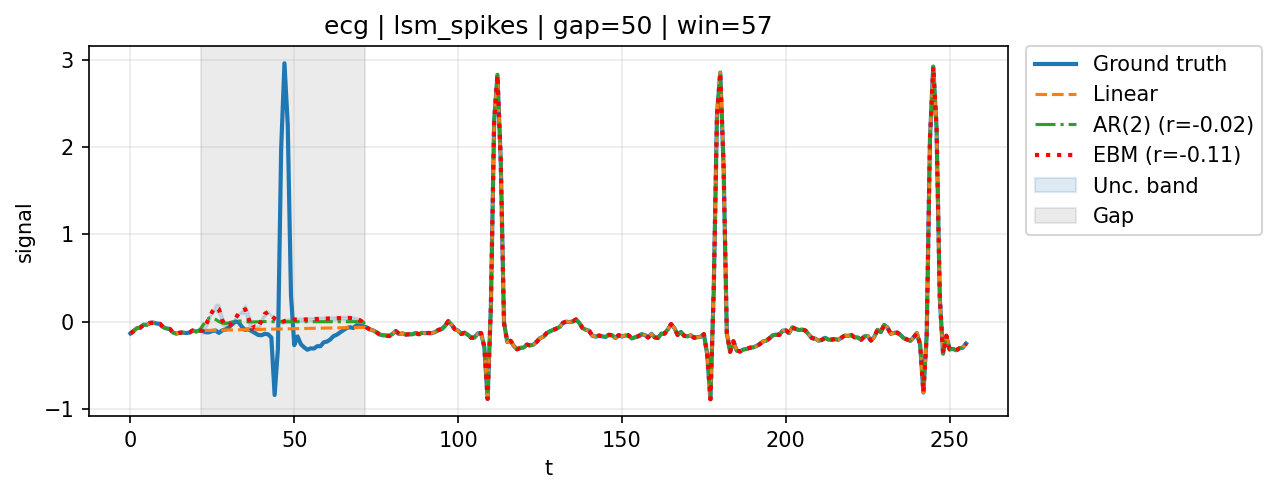 ecg | lsm_spikes | gap=50 | win=57
3
2
1
0
−1
signal
0
50
100
150
200
250
t
Ground truth
Linear
AR(2) (r=-0.02)
EBM (r=-0.11)
Unc. band
Gap